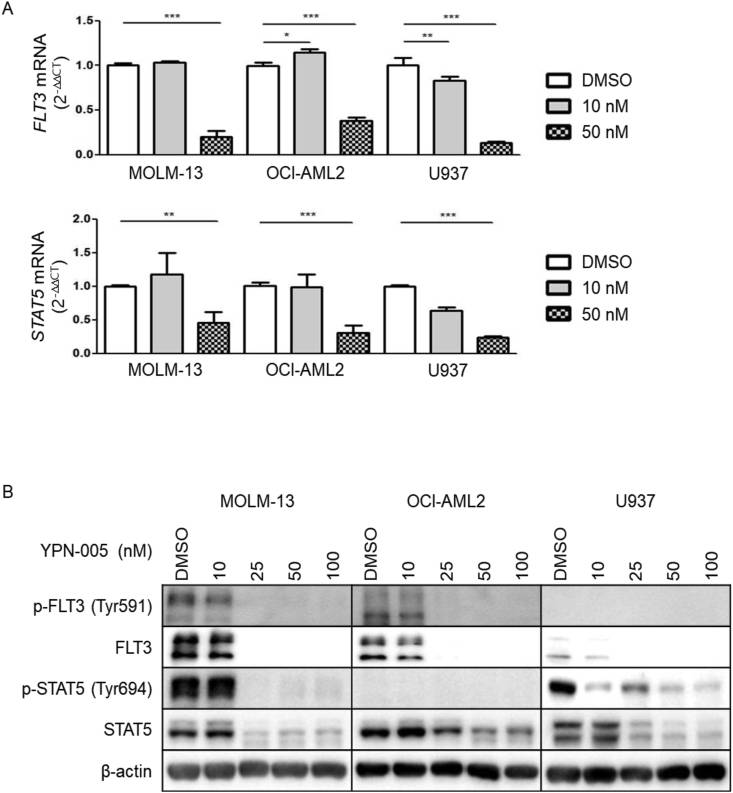 A
FLT3 mRNA
(2-ΔΔCT)
1.5
1.0
0.5
0.0
***
***
*
***
**
MOLM-13
OCI-AML2
U937
DMSO
10 nM
50 nM
STAT5 mRNA
(2-ΔΔCT)
2.0
1.5
1.0
0.5
0.0
**
***
***
MOLM-13
OCI-AML2
U937
DMSO
10 nM
50 nM
B
MOLM-13 OCI-AML2 U937
YPN-005 (nM) DMSO 10 25 50 100 DMSO 10 25 50 100 DMSO 10 25 50 100
p-FLT3 (Tyr591)
FLT3
p-STAT5 (Tyr694)
STAT5
β-actin